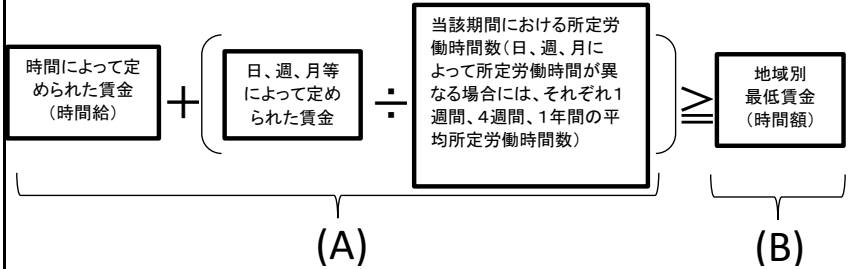 時間によって定
められた賃金
(時間給)
＋
日、週、月等
によって定め
られた賃金
÷
当該期間における所定労
働時間数(日、週、月に
よって所定労働時間が異
なる場合には、それぞれ1
週間、4週間、1年間の平
均所定労働時間数)
≧
地域別
最低賃金
(時間額)
(A)
(B)